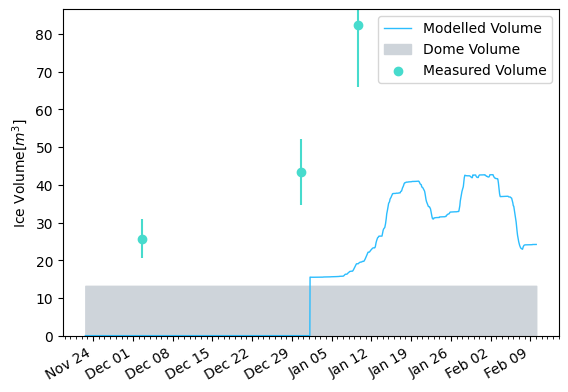 Modelled Volume
Dome Volume
Measured Volume
Ice Volume[m³]
80
70
60
50
40
30
20
10
0
Nov 24
Dec 01
Dec 08
Dec 15
Dec 22
Dec 29
Jan 05
Jan 12
Jan 19
Jan 26
Feb 02
Feb 09